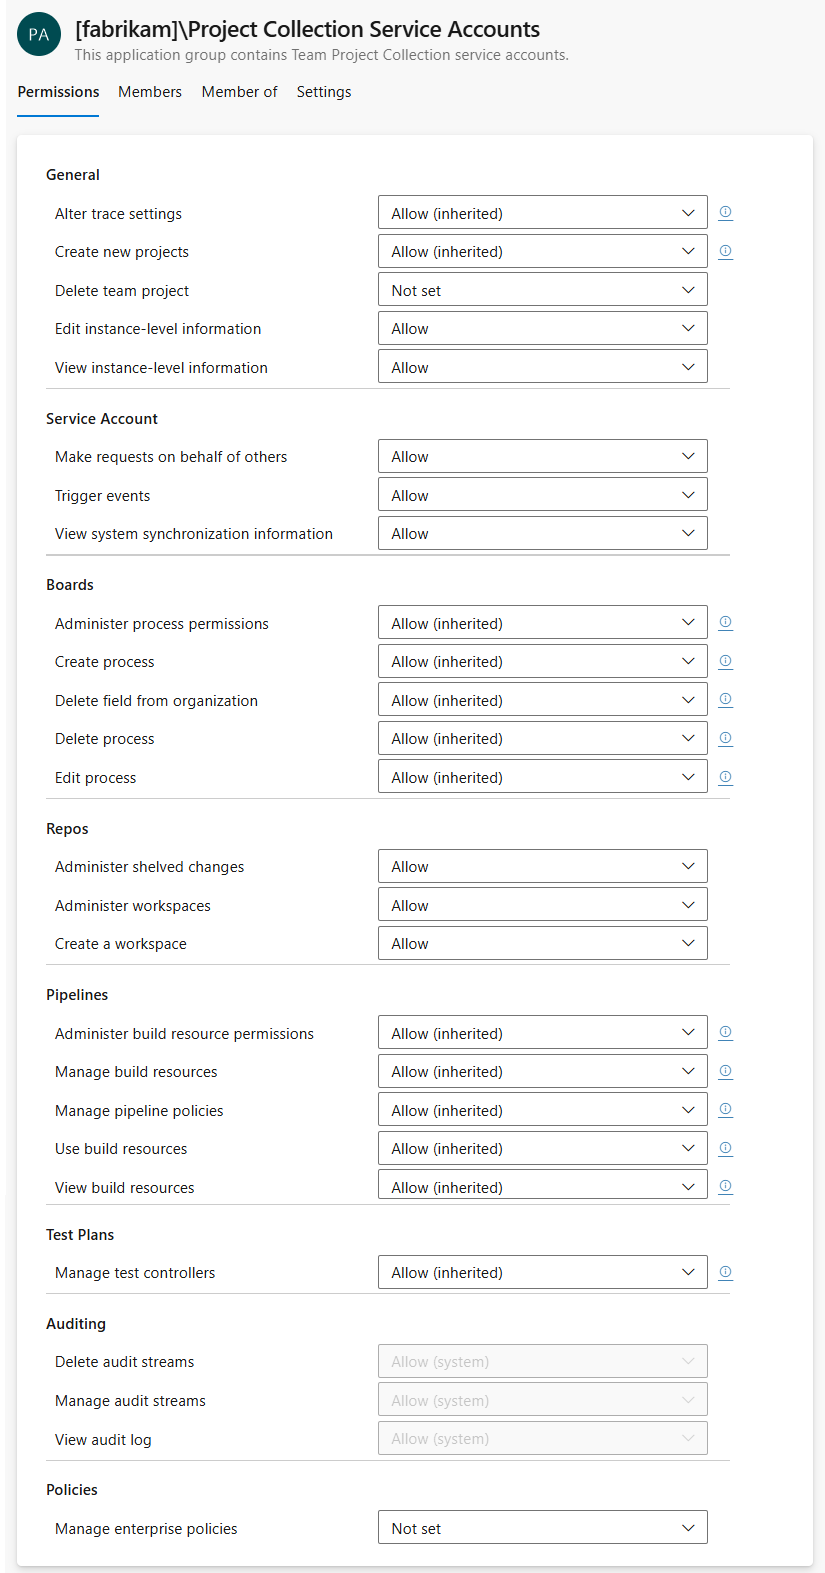 PA
[fabrikam]\Project Collection Service Accounts
This application group contains Team Project Collection service accounts.
Permissions Members Member of Settings
General
Alter trace settings Allow (inherited)
Create new projects Allow (inherited)
Delete team project Not set
Edit instance-level information Allow
View instance-level information Allow
Service Account
Make requests on behalf of others Allow
Trigger events Allow
View system synchronization information Allow
Boards
Administer process permissions Allow (inherited)
Create process Allow (inherited)
Delete field from organization Allow (inherited)
Delete process Allow (inherited)
Edit process Allow (inherited)
Repos
Administer shelved changes Allow
Administer workspaces Allow
Create a workspace Allow
Pipelines
Administer build resource permissions Allow (inherited)
Manage build resources Allow (inherited)
Manage pipeline policies Allow (inherited)
Use build resources Allow (inherited)
View build resources Allow (inherited)
Test Plans
Manage test controllers Allow (inherited)
Auditing
Delete audit streams Allow (system)
Manage audit streams Allow (system)
View audit log Allow (system)
Policies
Manage enterprise policies Not set